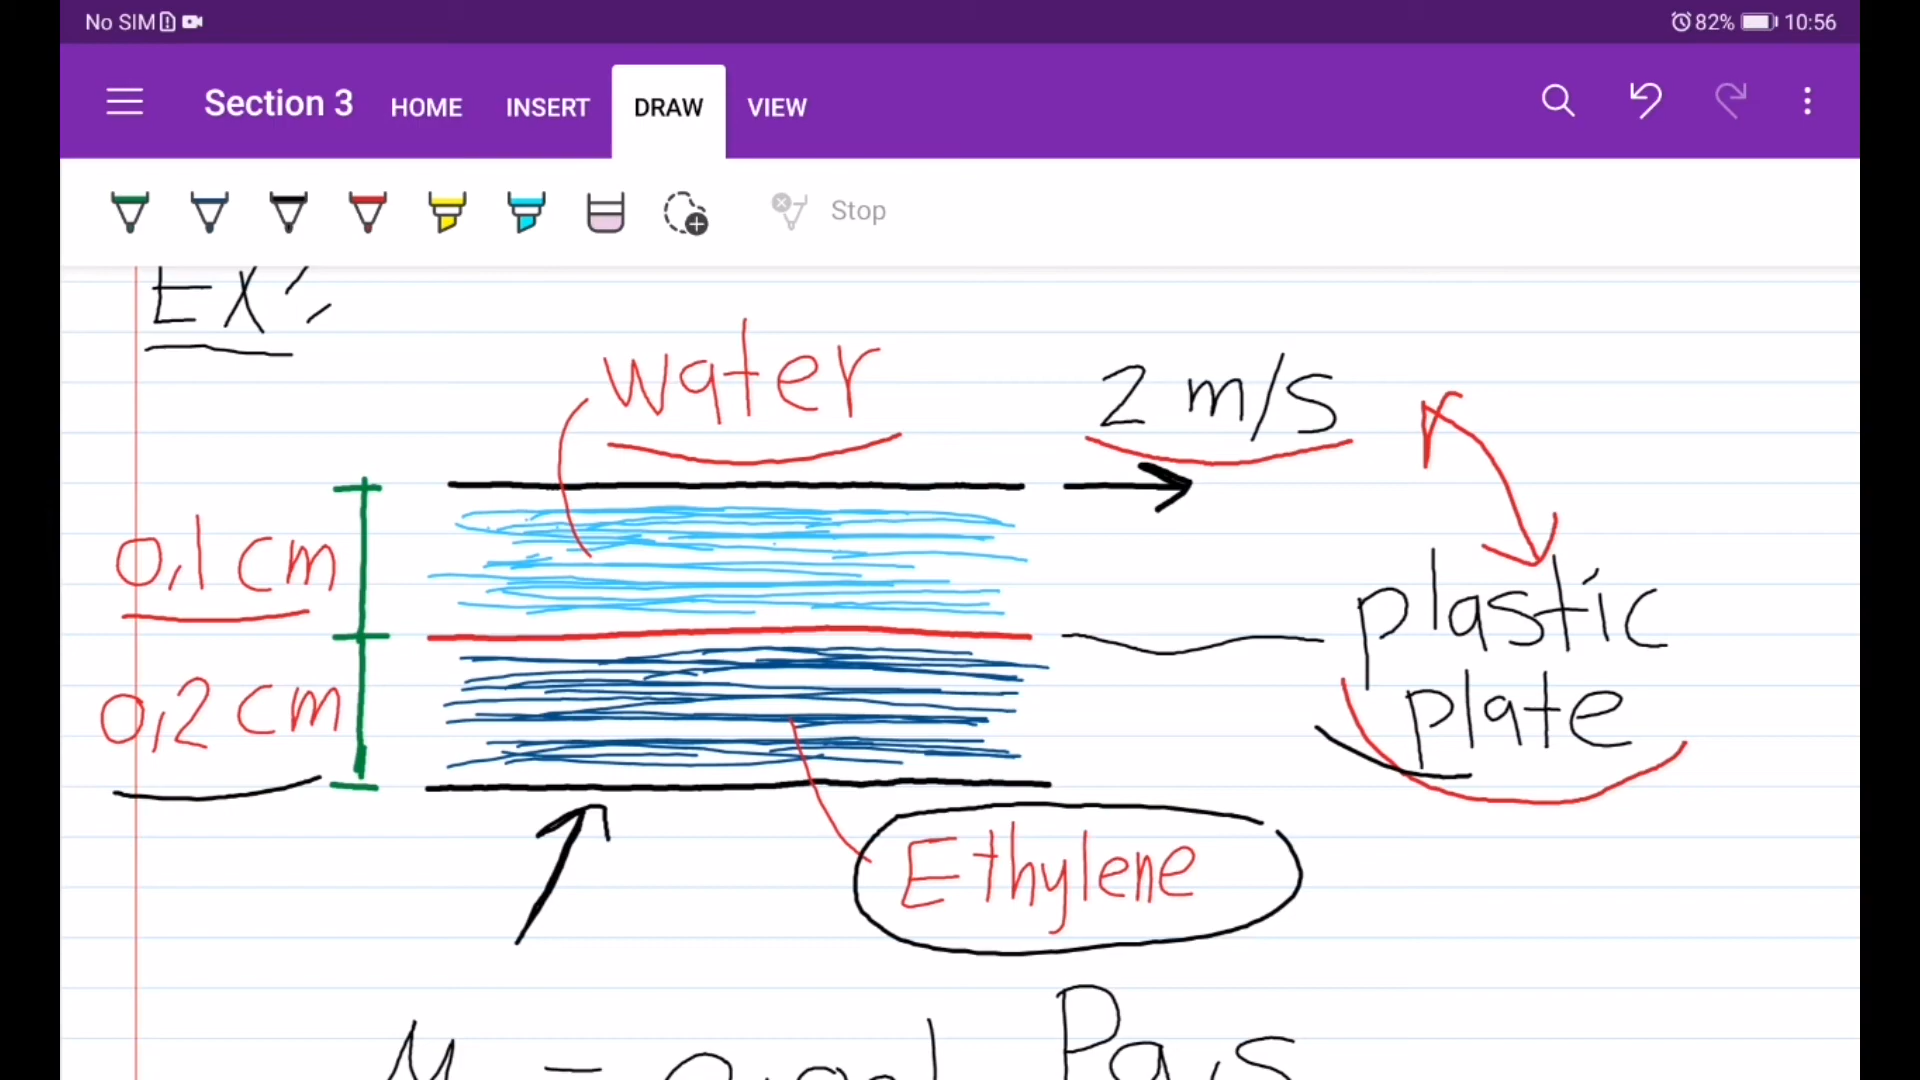 No SIM 82% 10:56
Section 3 HOME INSERT DRAW VIEW
Stop
EX:
water
2 m/s
0,1 cm
plastic
plate
0,2 cm
Ethylene
Pa.s